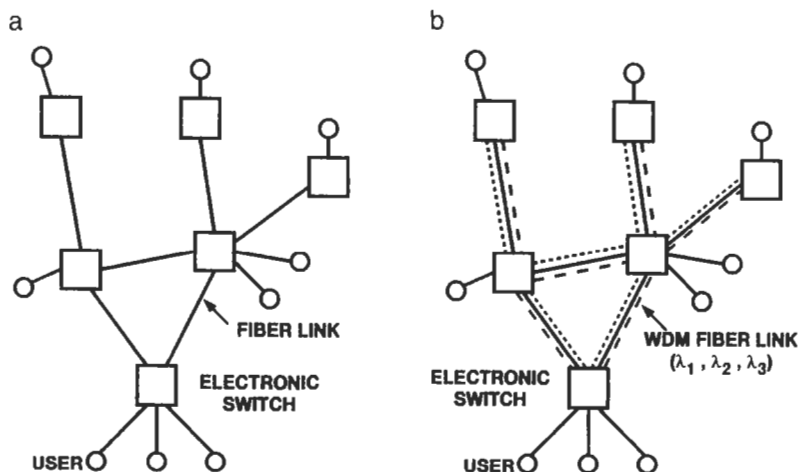 a
FIBER LINK
ELECTRONIC
SWITCH
USER
b
WDM FIBER LINK
(λ1 , λ2 , λ3)
ELECTRONIC
SWITCH
USER